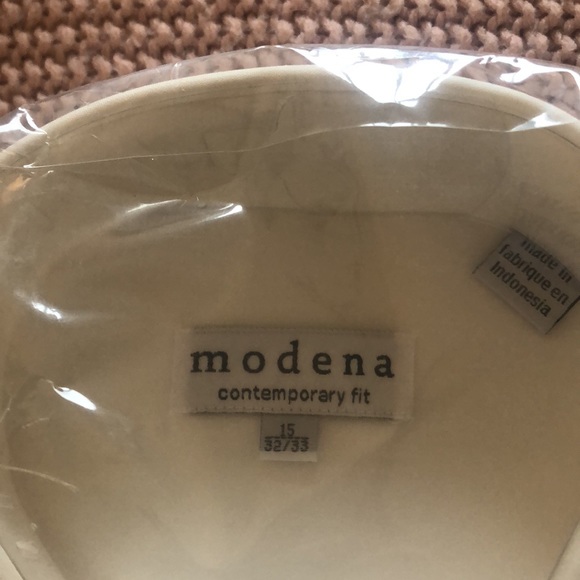 made in
fabrique en
Indonesia
modena
contemporary fit
15
32/33